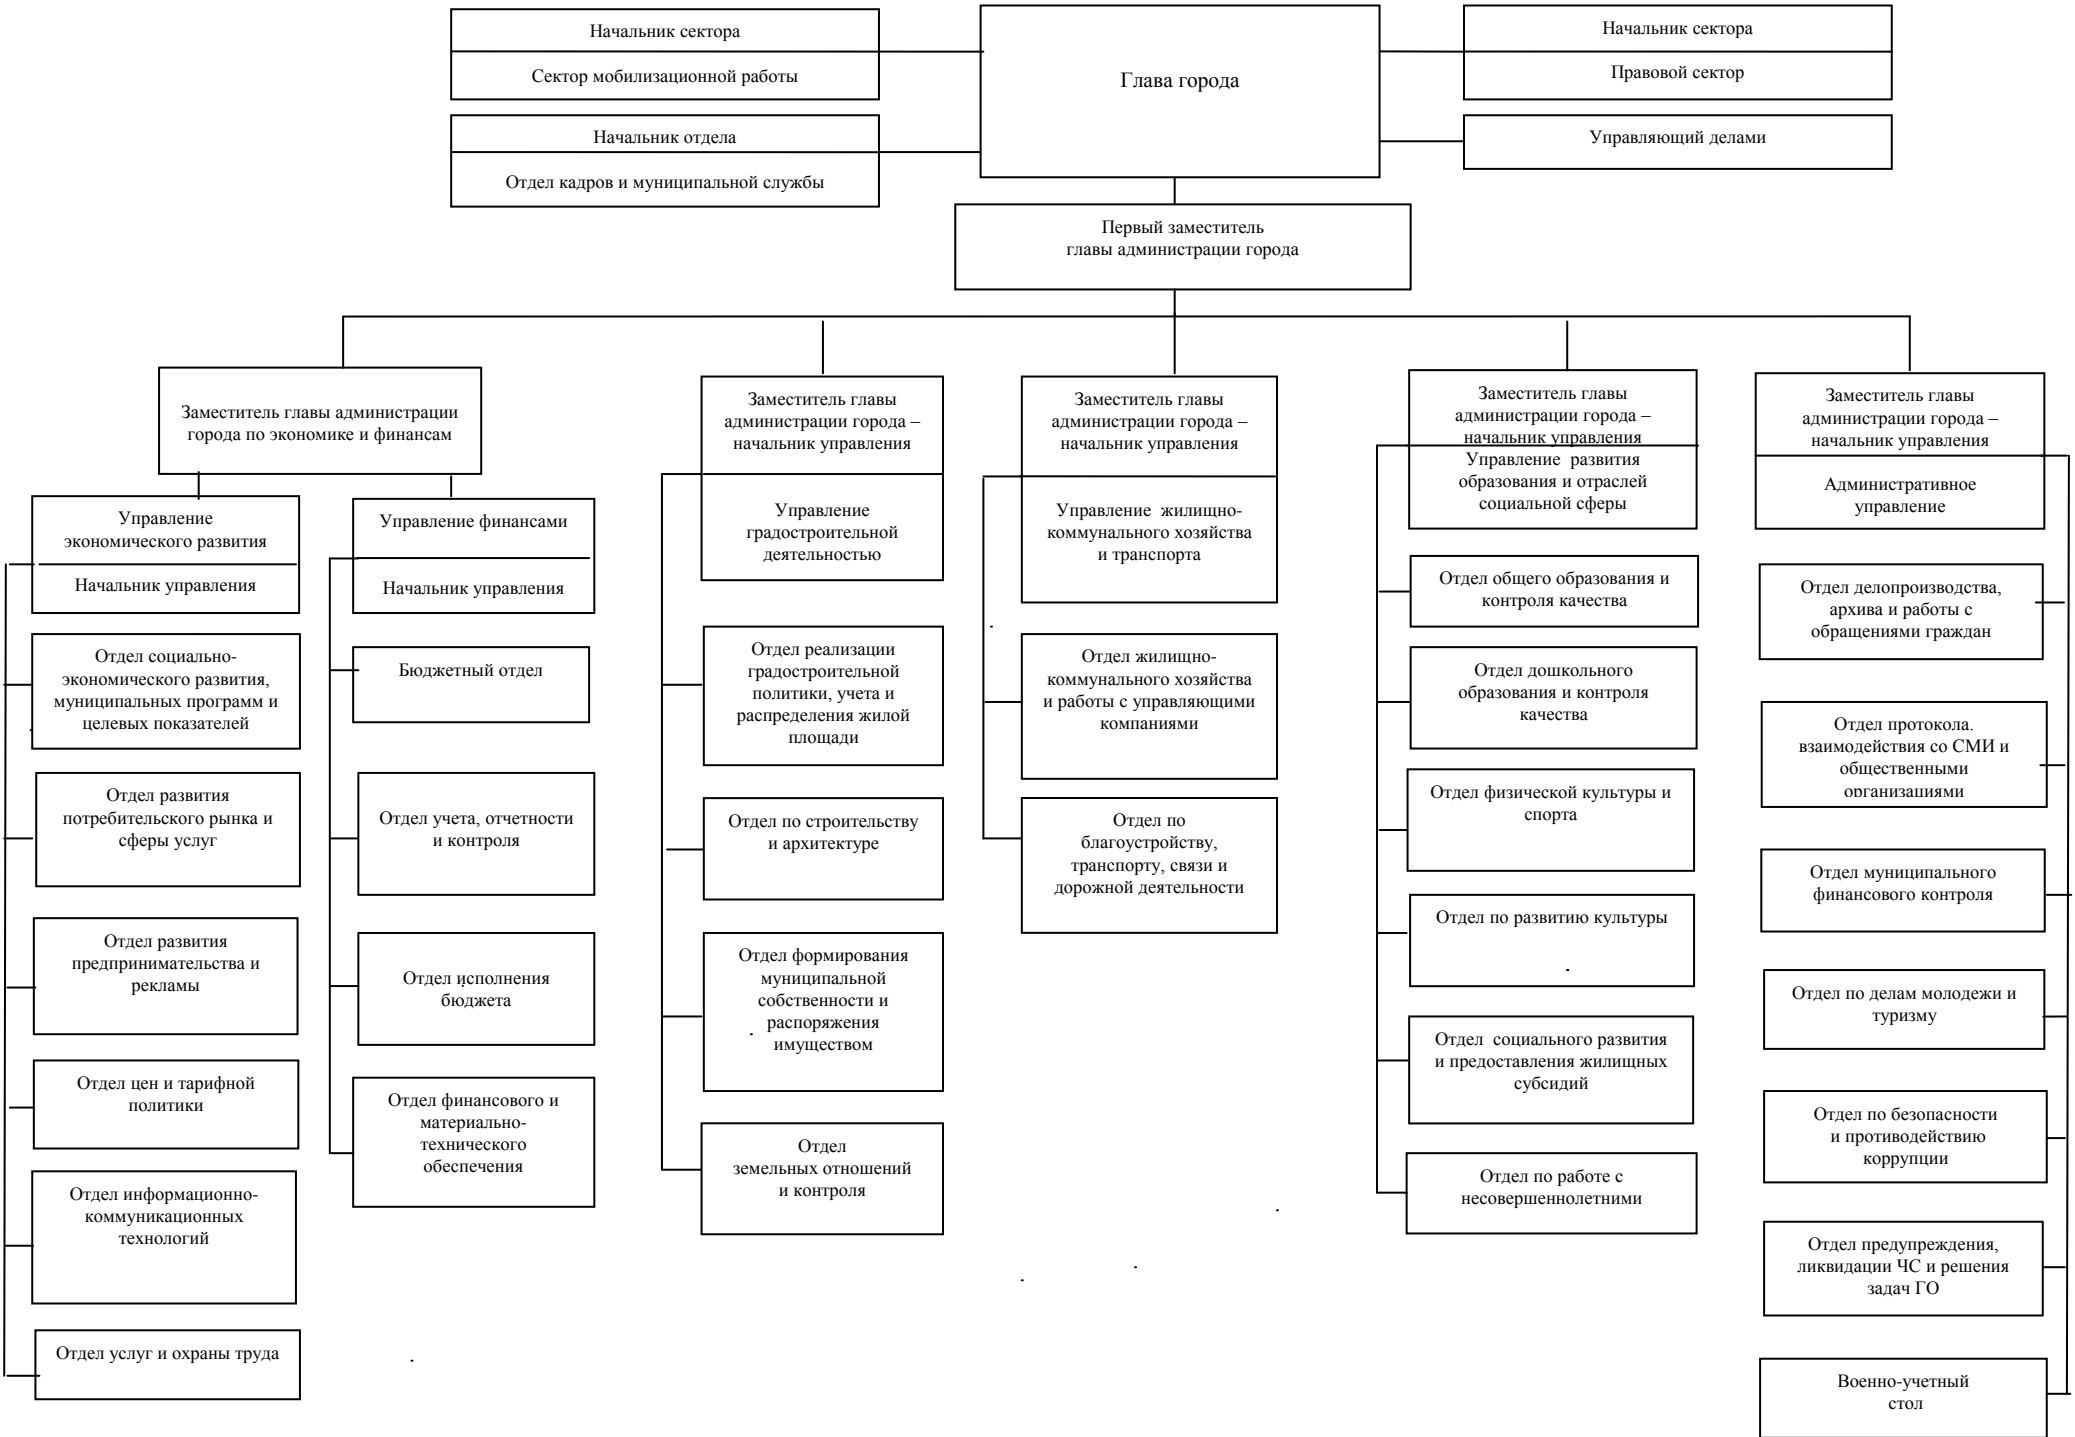 Начальник сектора
Сектор мобилизационной работы
Начальник отдела
Отдел кадров и муниципальной службы
Глава города
Начальник сектора
Правовой сектор
Управляющий делами
Первый заместитель
главы администрации города
Заместитель главы администрации
города по экономике и финансам
Управление
экономического развития
Начальник управления
Отдел социально-
экономического развития,
муниципальных программ и
целевых показателей
Отдел развития
потребительского рынка и
сферы услуг
Отдел развития
предпринимательства и
рекламы
Отдел цен и тарифной
политики
Отдел информационно-
коммуникационных
технологий
Отдел услуг и охраны труда
Управление финансами
Начальник управления
Бюджетный отдел
Отдел учета, отчетности
и контроля
Отдел исполнения
бюджета
Отдел финансового и
материально-
технического
обеспечения
Заместитель главы
администрации города –
начальник управления
Управление
градостроительной
деятельностью
Отдел реализации
градостроительной
политики, учета и
распределения жилой
площади
Отдел по строительству
и архитектуре
Отдел формирования
муниципальной
собственности и
распоряжения
имуществом
Отдел
земельных отношений
и контроля
Заместитель главы
администрации города –
начальник управления
Управление жилищно-
коммунального хозяйства
и транспорта
Отдел жилищно-
коммунального хозяйства
и работы с управляющими
компаниями
Отдел по
благоустройству,
транспорту, связи и
дорожной деятельности
Заместитель главы
администрации города –
начальник управления
Управление развития
образования и отраслей
социальной сферы
Отдел общего образования и
контроля качества
Отдел дошкольного
образования и контроля
качества
Отдел физической культуры и
спорта
Отдел по развитию культуры
Отдел социального развития
и предоставления жилищных
субсидий
Отдел по работе с
несовершеннолетними
Заместитель главы
администрации города –
начальник управления
Административное
управление
Отдел делопроизводства,
архива и работы с
обращениями граждан
Отдел протокола.
взаимодействия со СМИ и
общественными
организациями
Отдел муниципального
финансового контроля
Отдел по делам молодежи и
туризму
Отдел по безопасности
и противодействию
коррупции
Отдел предупреждения,
ликвидации ЧС и решения
задач ГО
Военно-учетный
стол